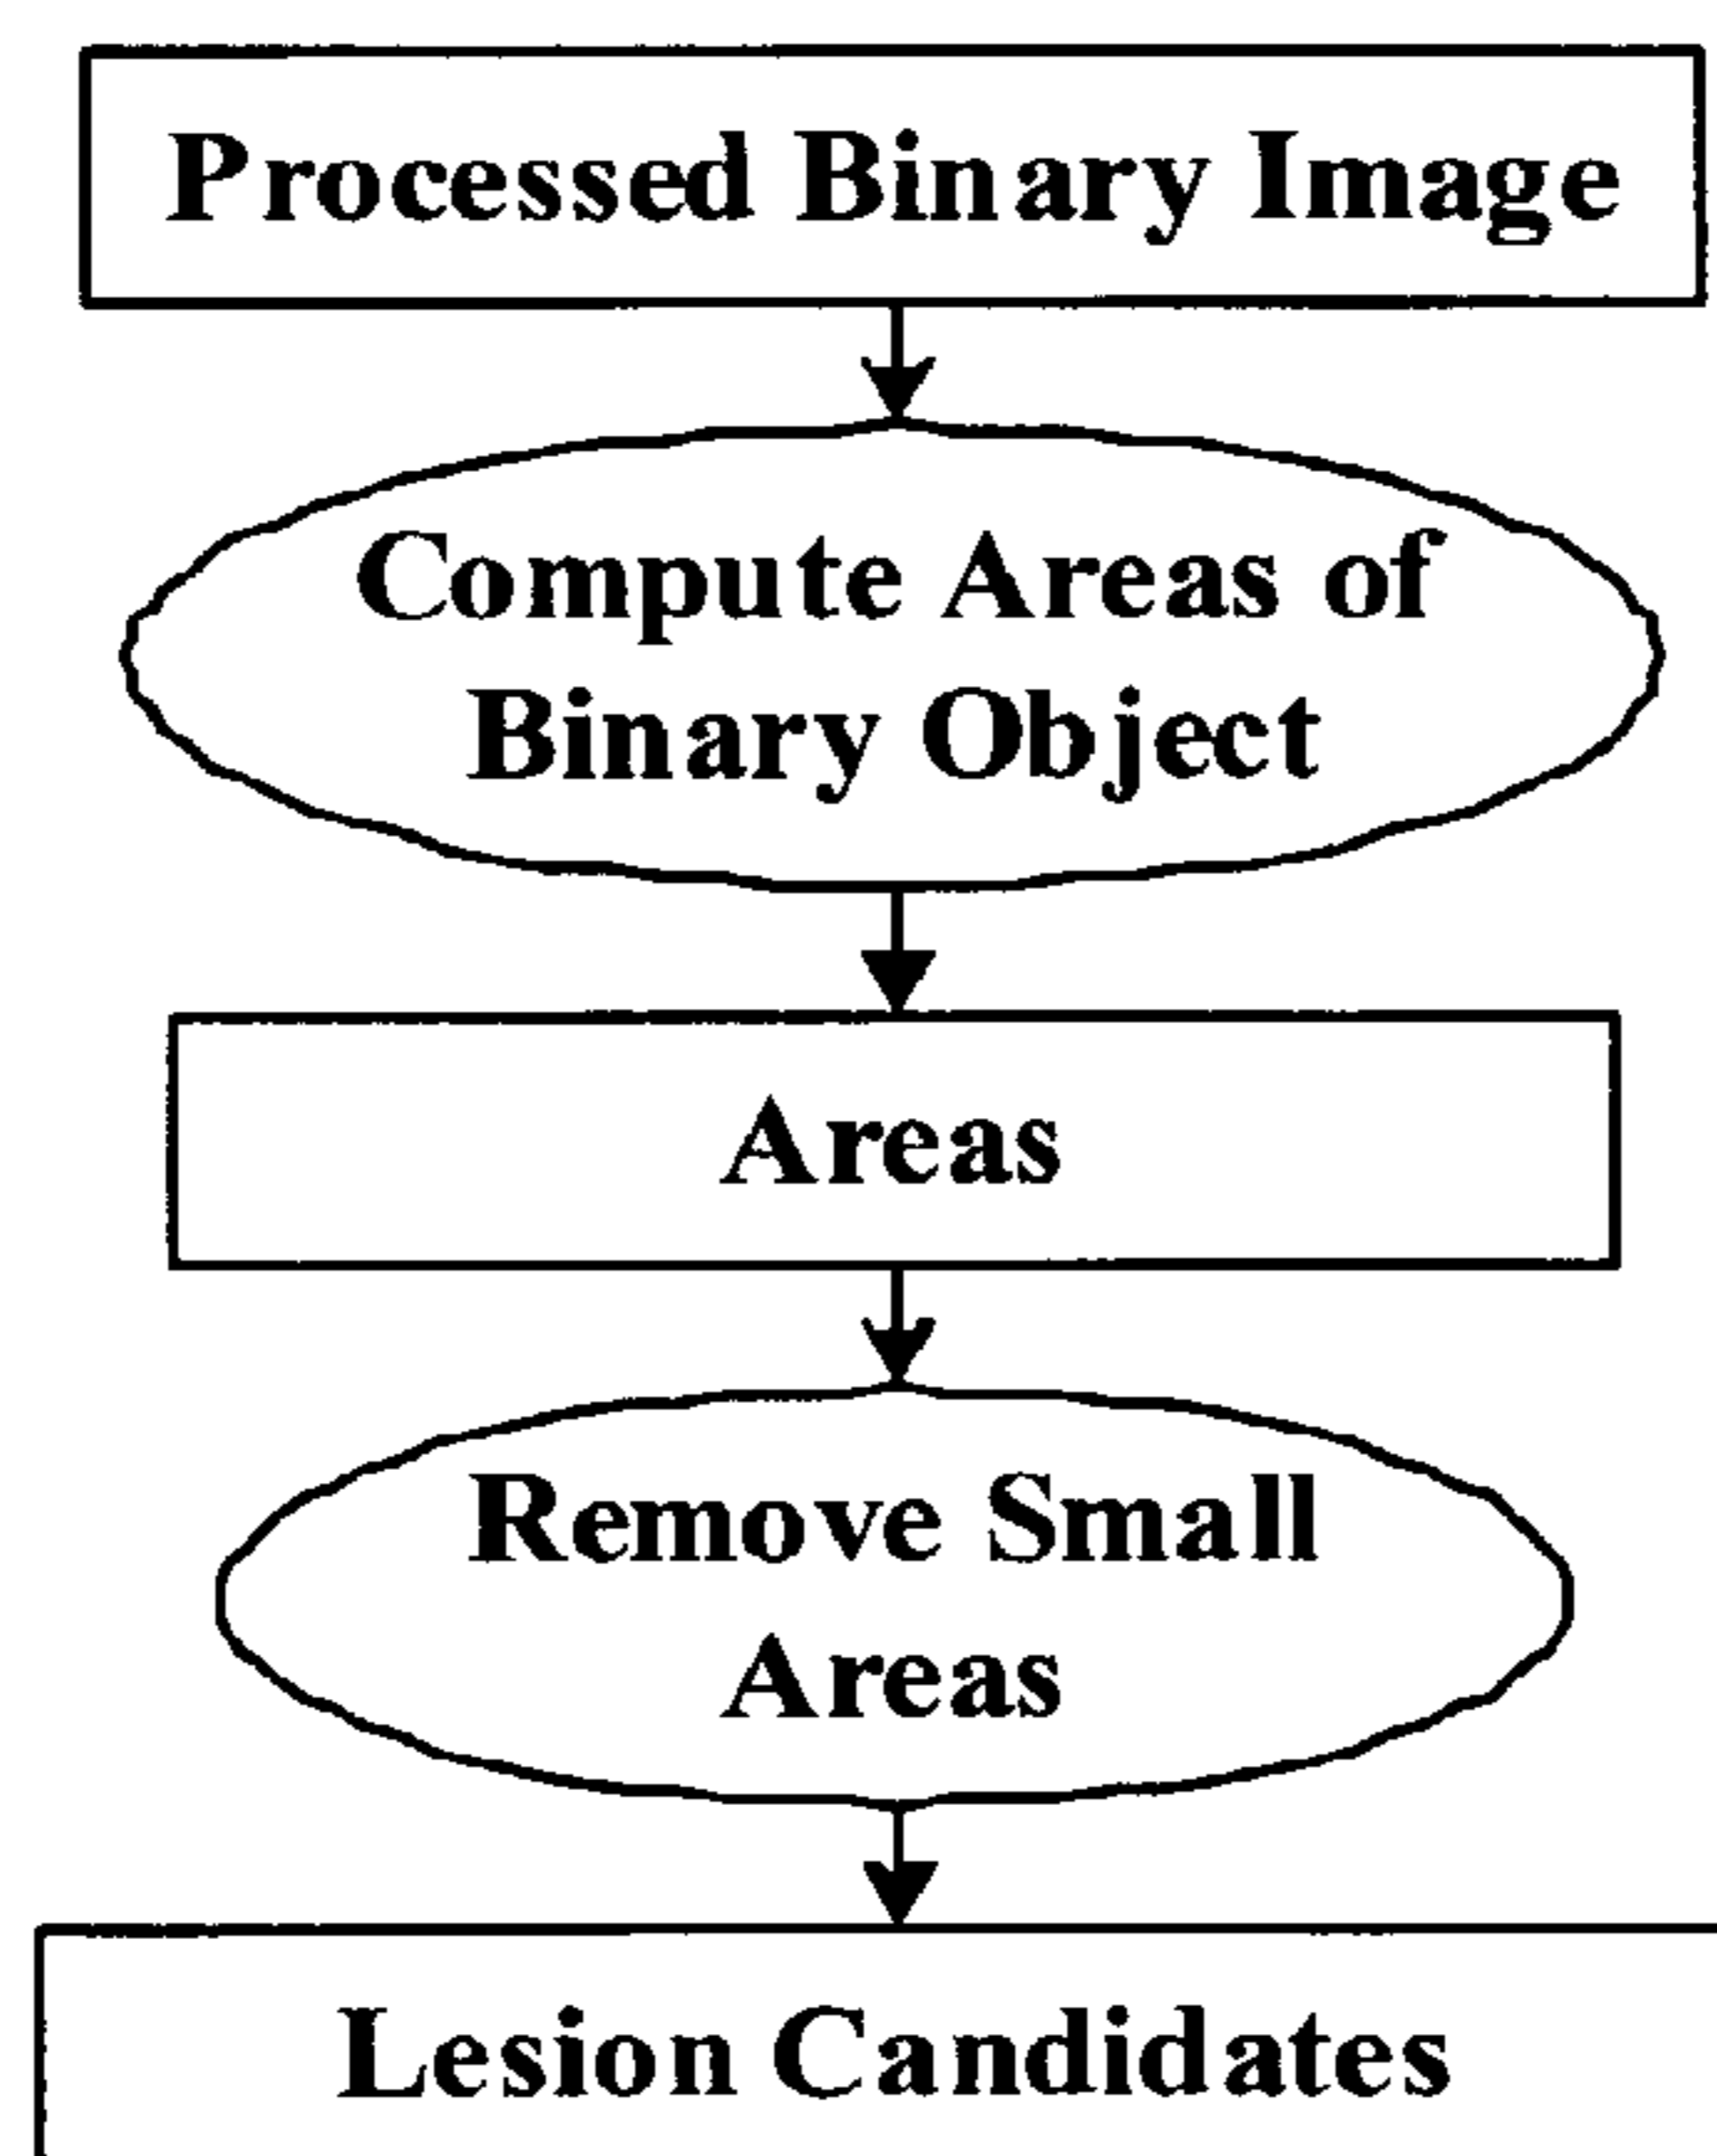 Processed Binary Image
Compute Areas of
Binary Object
Areas
Remove Small
Areas
Lesion Candidates